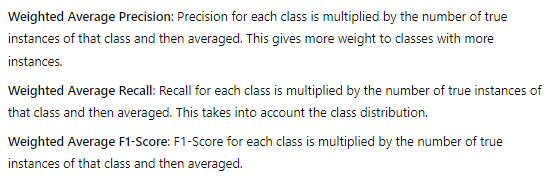 Weighted Average Precision: Precision for each class is multiplied by the number of true
instances of that class and then averaged. This gives more weight to classes with more
instances.
Weighted Average Recall: Recall for each class is multiplied by the number of true instances of
that class and then averaged. This takes into account the class distribution.
Weighted Average F1-Score: F1-Score for each class is multiplied by the number of true
instances of that class and then averaged.